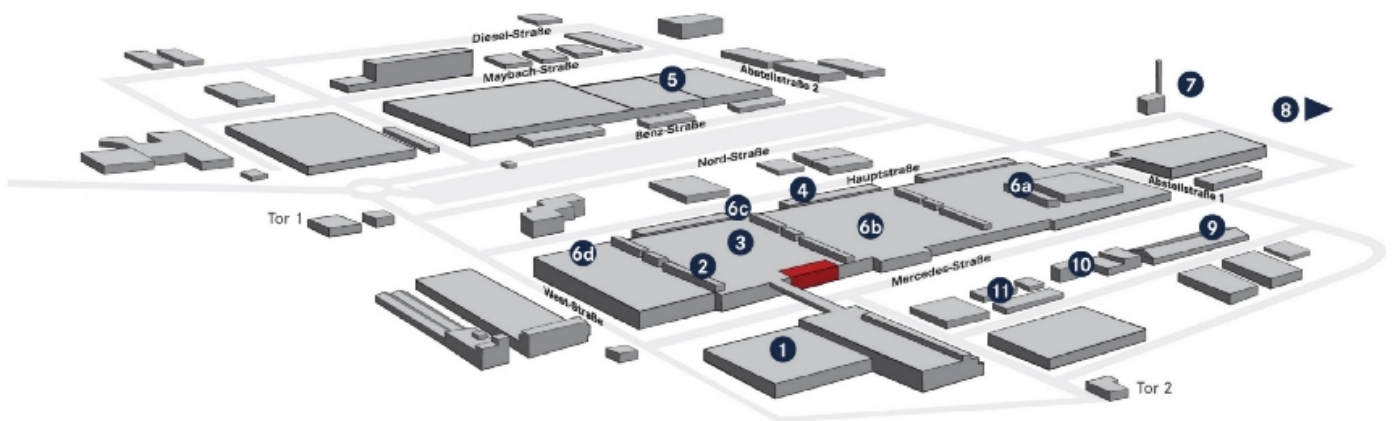 Diesel-Straße
Maybach-Straße
Abstellstraße 2
5
7
8
Benz-Straße
Nord-Straße
Hauptstraße
4
6a
Abstellstraße 1
Tor 1
6c
6b
9
6d
3
2
Mercedes-Straße
10
11
West-Straße
1
Tor 2